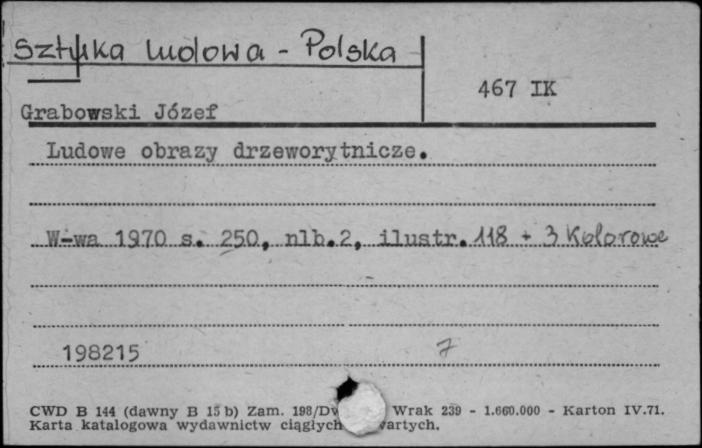 Sztuka ludowa - Polska
467 IK
Grabowski Józef
Ludowe obrazy drzeworytnicze.
W-wa 1970 s. 250, nlb.2, ilustr. 118 + 3 Kolorowe
198215 7
CWD B 144 (dawny B 15 b) Zam. 198/Dw Wrak 239 - 1.660.000 - Karton IV.71.
Karta katalogowa wydawnictw ciągłych wartych.